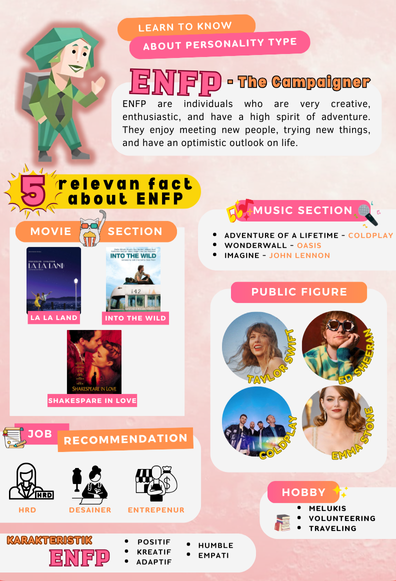 LEARN TO KNOW
ABOUT PERSONALITY TYPE
ENFP - The Campaigner
ENFP are individuals who are very creative,
enthusiastic, and have a high spirit of adventure.
They enjoy meeting new people, trying new things,
and have an optimistic outlook on life.
5 relevan fact
about ENFP
MOVIE SECTION
LA LA LAND
INTO THE WILD
LA LA LAND
INTO THE WILD
SHAKESPEARE IN LOVE
SHAKESPARE IN LOVE
MUSIC SECTION
ADVENTURE OF A LIFETIME - COLDPLAY
WONDERWALL - OASIS
IMAGINE - JOHN LENNON
PUBLIC FIGURE
TAYLOR SWIFT
ED SHEERAN
COLDPLAY
EMMA STONE
JOB
RECOMMENDATION
HRD
HRD
DESAINER
ENTREPENUR
HOBBY
MELUKIS
VOLUNTEERING
TRAVELING
KARAKTERISTIK
ENFP
POSITIF
KREATIF
ADAPTIF
HUMBLE
EMPATI